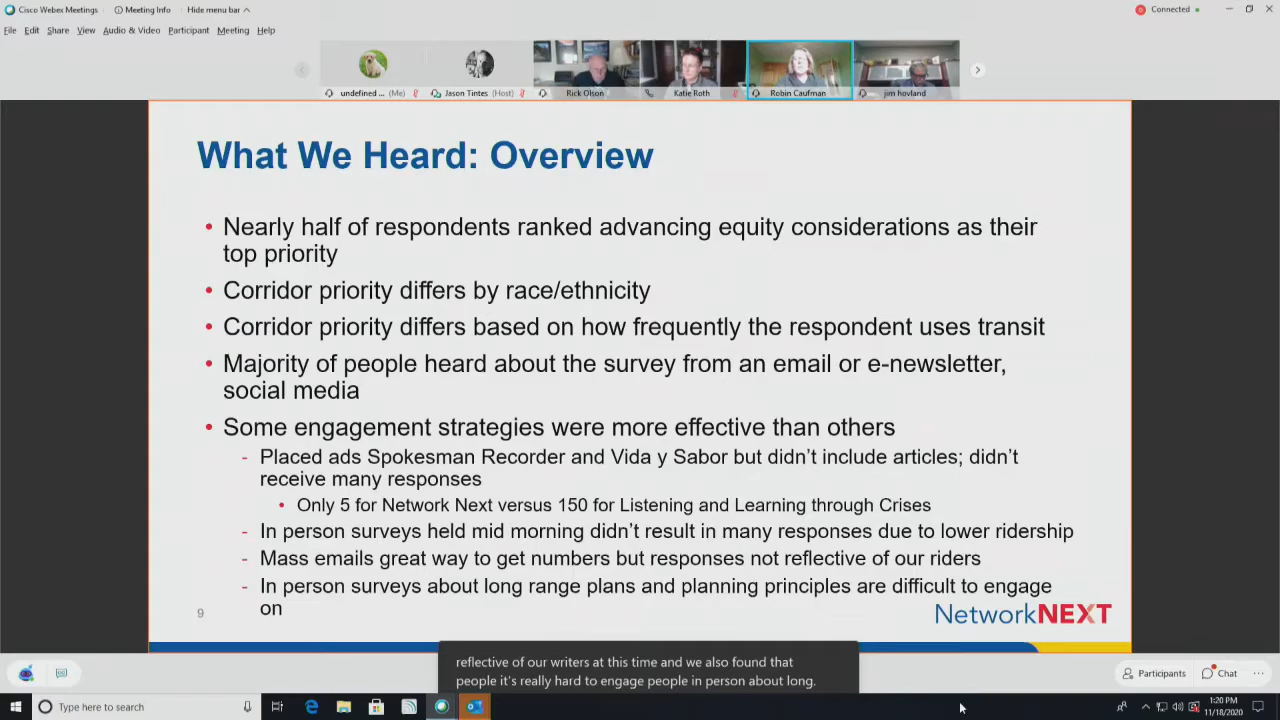 Cisco Webex Meetings
Meeting Info
Hide menu bar
Connected
File Edit Share View Audio & Video Participant Meeting Help
undefined ... (Me)
Jason Tintes (Host)
Rick Olson
Katie Roth
Robin Caufman
jim hovland
What We Heard: Overview
• Nearly half of respondents ranked advancing equity considerations as their
top priority
• Corridor priority differs by race/ethnicity
• Corridor priority differs based on how frequently the respondent uses transit
• Majority of people heard about the survey from an email or e-newsletter,
social media
• Some engagement strategies were more effective than others
- Placed ads Spokesman Recorder and Vida y Sabor but didn't include articles; didn't
receive many responses
• Only 5 for Network Next versus 150 for Listening and Learning through Crises
- In person surveys held mid morning didn't result in many responses due to lower ridership
- Mass emails great way to get numbers but responses not reflective of our riders
- In person surveys about long range plans and planning principles are difficult to engage
on
9
NetworkNEXT
reflective of our writers at this time and we also found that
people it's really hard to engage people in person about long.
Participants
Chat
Type here to search
1:20 PM
11/18/2020